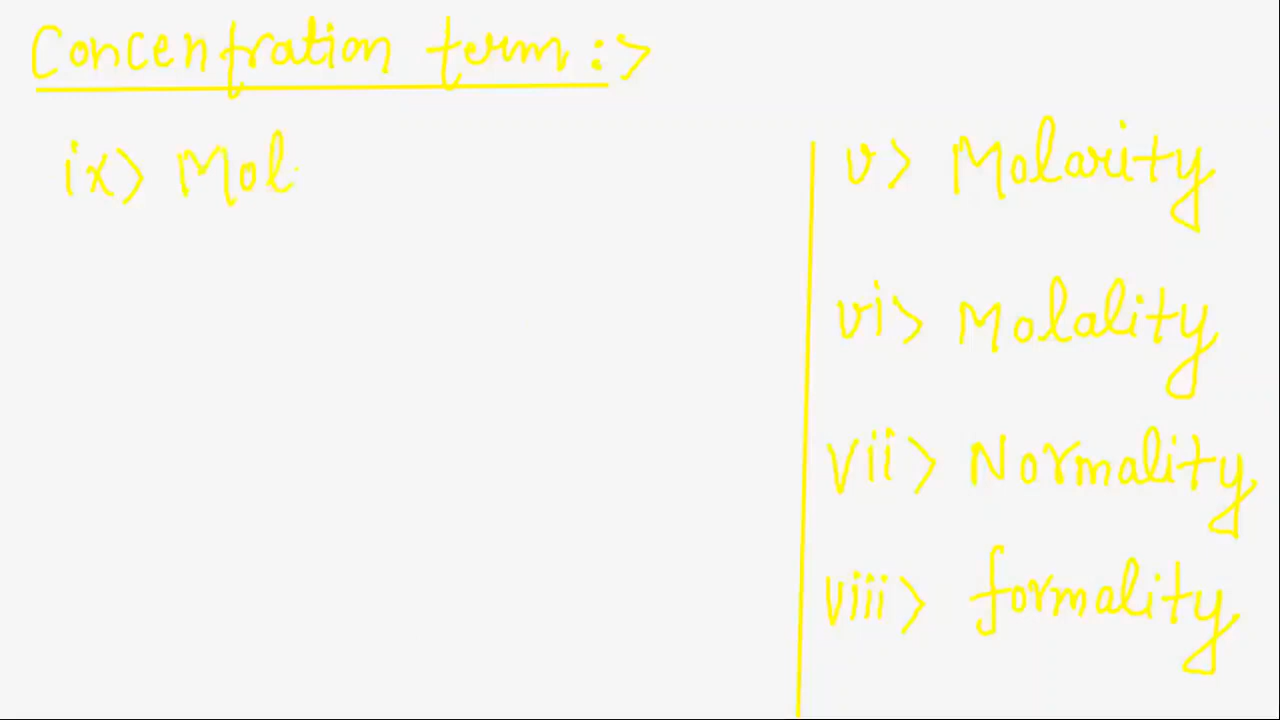 Concentration term :>
ix> Mol
v> Molarity
vi> Molality
vii> Normality
viii> formality